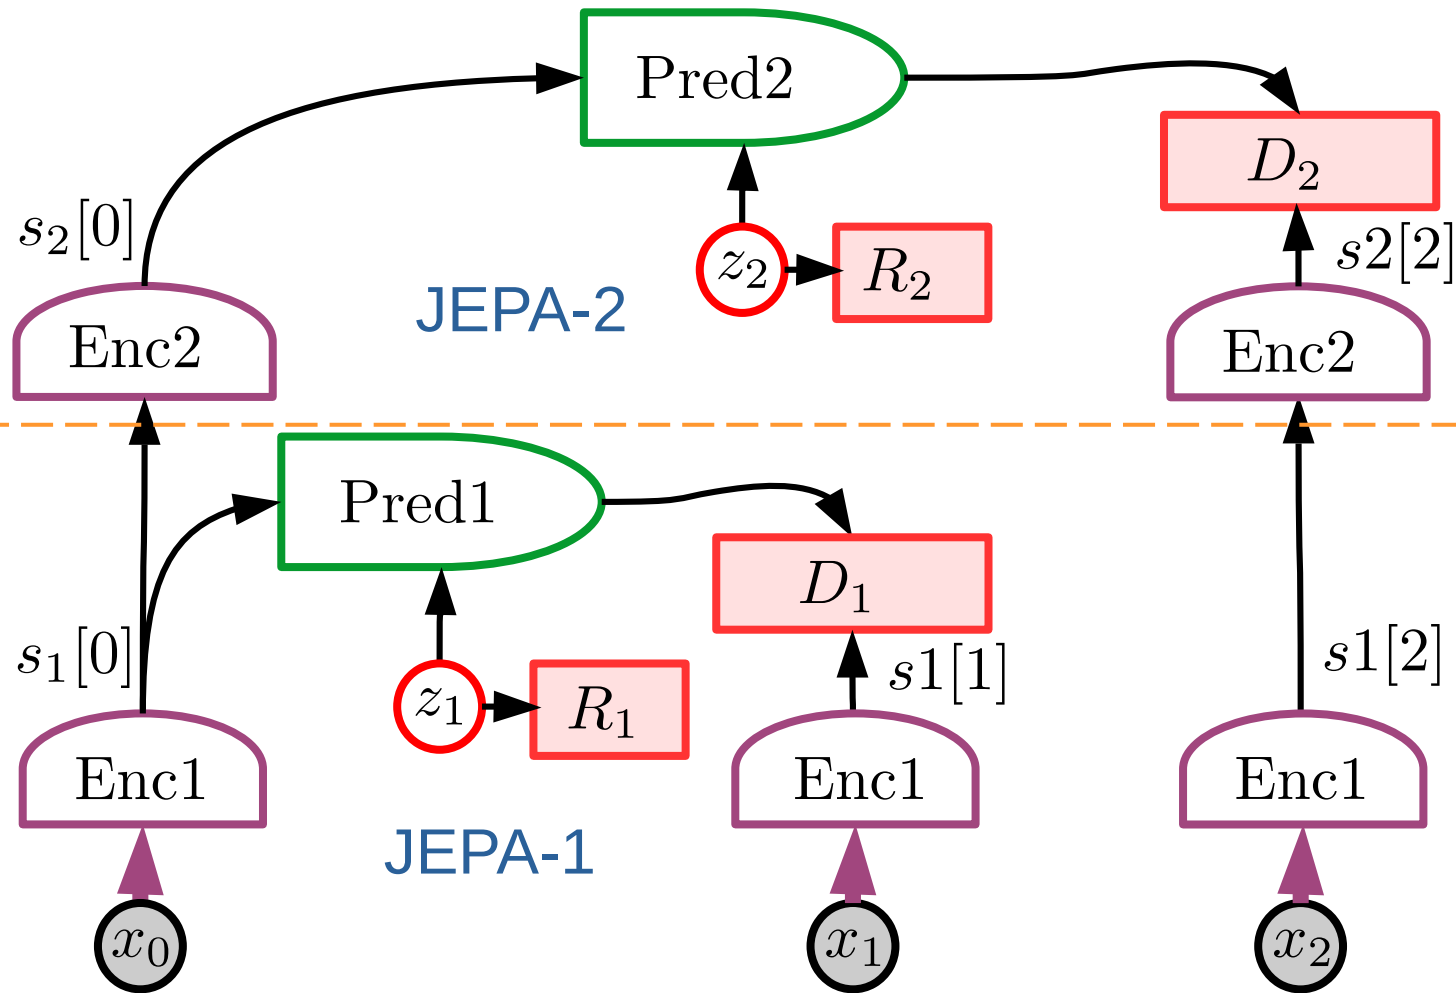 Pred2
D₂
s₂[0]
s2[2]
z₂
R₂
JEPA-2
Enc2
Enc2
Pred1
D₁
s₁[0]
s1[1]
s1[2]
z₁
R₁
Enc1
Enc1
Enc1
JEPA-1
x₀
x₁
x₂